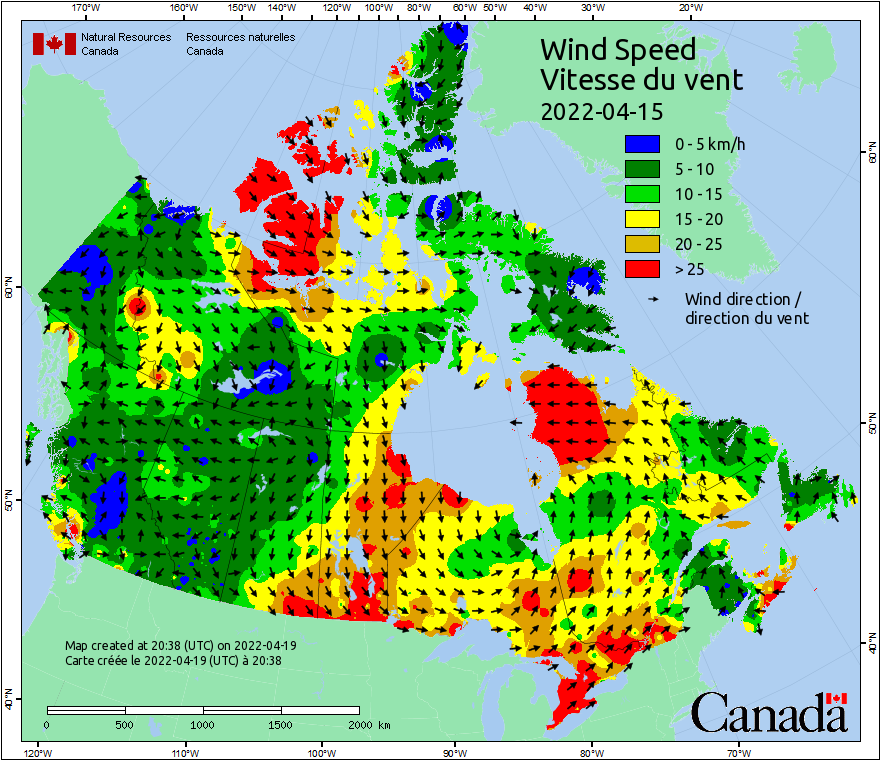 170°W 160°W 150°W 140°W 120°W 100°W 80°W 60°W 50°W 40°W 30°W 20°W
Natural Resources Ressources naturelles
Canada Canada
Wind Speed
Vitesse du vent
2022-04-15
0 - 5 km/h
5 - 10
10 - 15
15 - 20
20 - 25
> 25
Wind direction /
direction du vent
60°N 60°N
50°N 50°N
40°N 40°N
Map created at 20:38 (UTC) on 2022-04-19
Carte créée le 2022-04-19 (UTC) à 20:38
0 500 1000 1500 2000 km
Canada
120°W 110°W 100°W 90°W 80°W 70°W